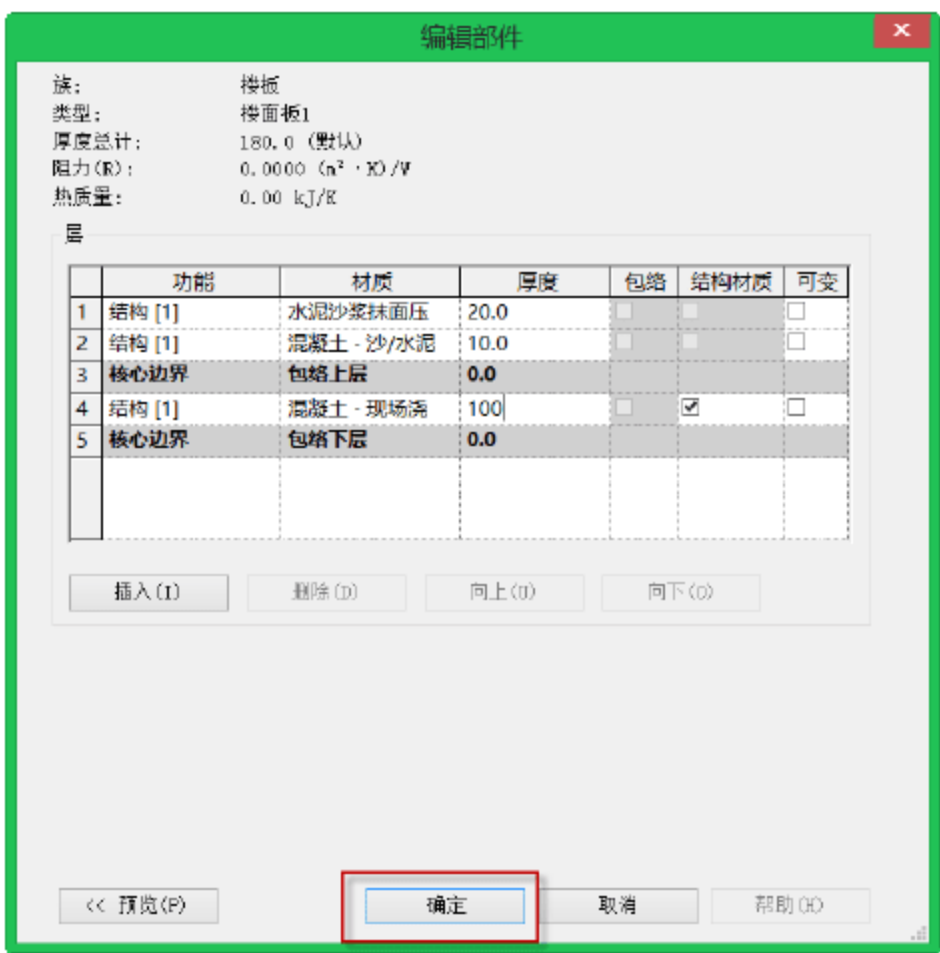 编辑部件
族: 楼板
类型: 楼面板1
厚度总计: 180.0 (默认)
阻力(R): 0.0000 (m²·K)/W
热质量: 0.00 kJ/K
层
功能 材质 厚度 包络 结构材质 可变
1 结构 [1] 水泥沙浆抹面压 20.0
2 结构 [1] 混凝土 - 沙/水泥 10.0
3 核心边界 包络上层 0.0
4 结构 [1] 混凝土 - 现场浇 100
5 核心边界 包络下层 0.0
插入(I) 删除(D) 向上(U) 向下(O)
<< 预览(P) 确定 取消 帮助(H)